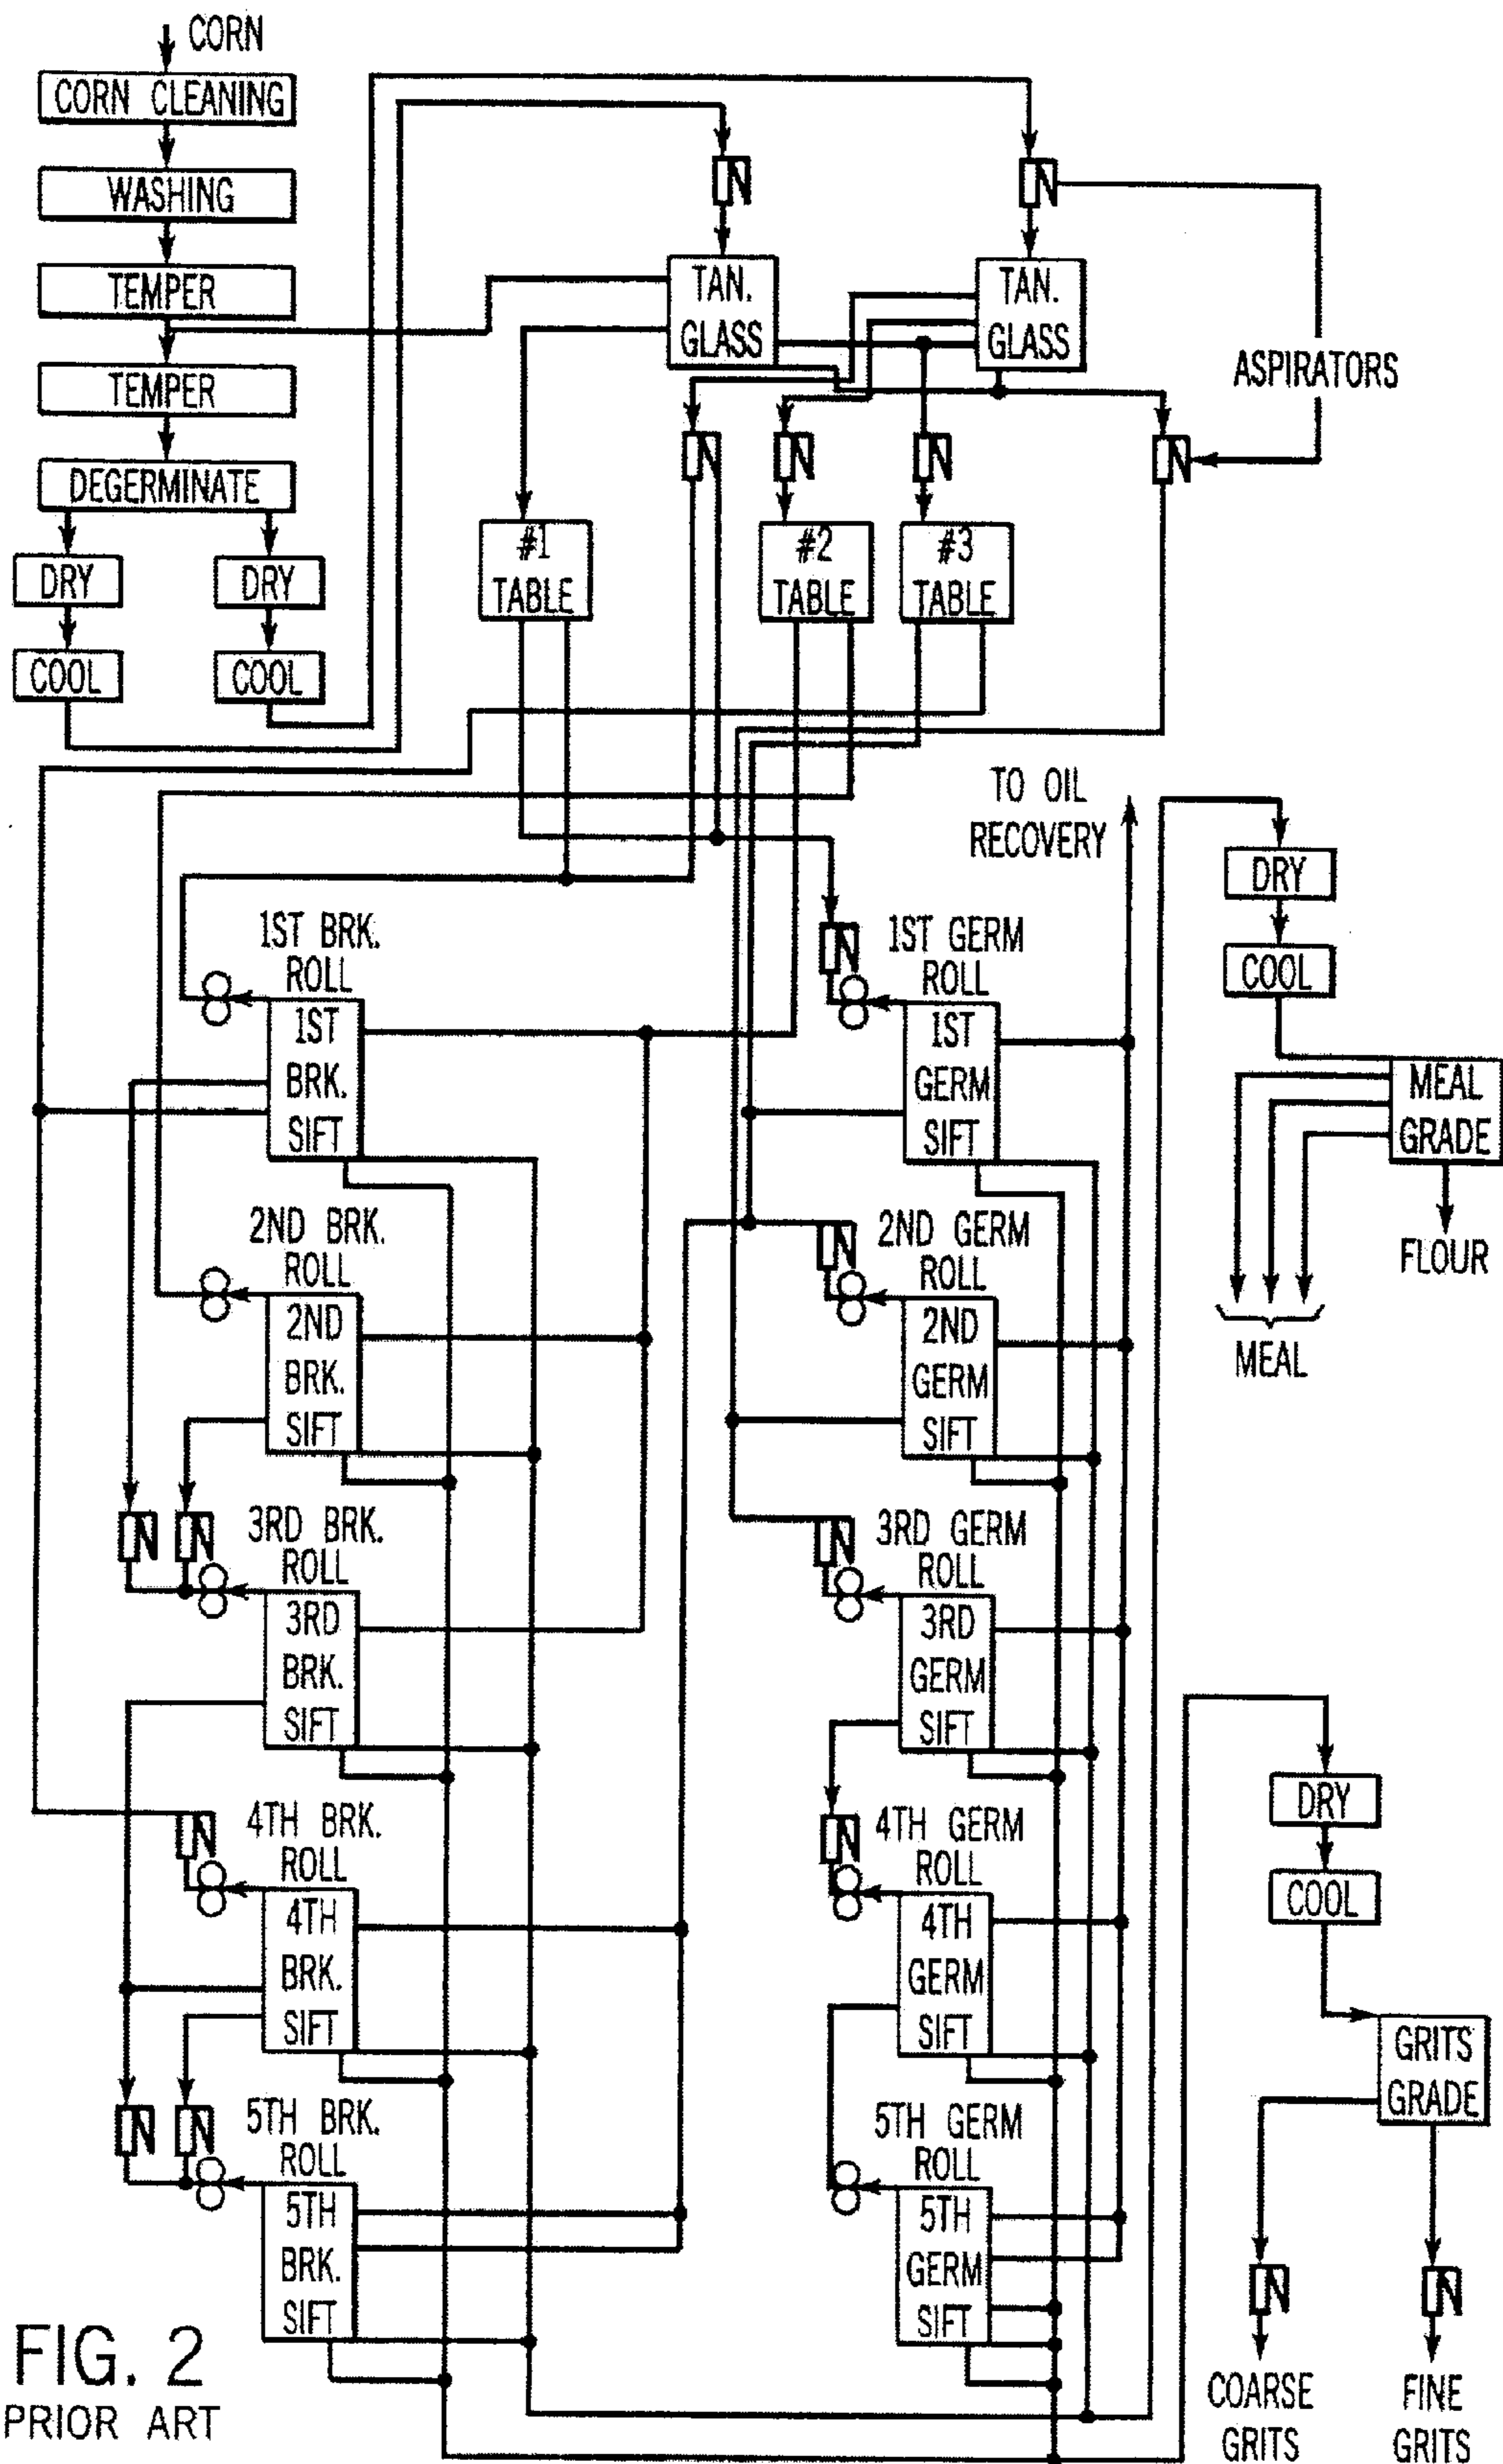 CORN
CORN CLEANING
WASHING
TEMPER
TEMPER
DEGERMINATE
DRY
DRY
COOL
COOL
TAN.
GLASS
TAN.
GLASS
ASPIRATORS
#1
TABLE
#2
TABLE
#3
TABLE
TO OIL
RECOVERY
DRY
COOL
MEAL
GRADE
FLOUR
MEAL
1ST BRK.
ROLL
1ST
BRK.
SIFT
2ND BRK.
ROLL
2ND
BRK.
SIFT
3RD BRK.
ROLL
3RD
BRK.
SIFT
4TH BRK.
ROLL
4TH
BRK.
SIFT
5TH BRK.
ROLL
5TH
BRK.
SIFT
1ST GERM
ROLL
1ST
GERM
SIFT
2ND GERM
ROLL
2ND
GERM
SIFT
3RD GERM
ROLL
3RD
GERM
SIFT
4TH GERM
ROLL
4TH
GERM
SIFT
5TH GERM
ROLL
5TH
GERM
SIFT
DRY
COOL
GRITS
GRADE
COARSE
GRITS
FINE
GRITS
FIG. 2
PRIOR ART